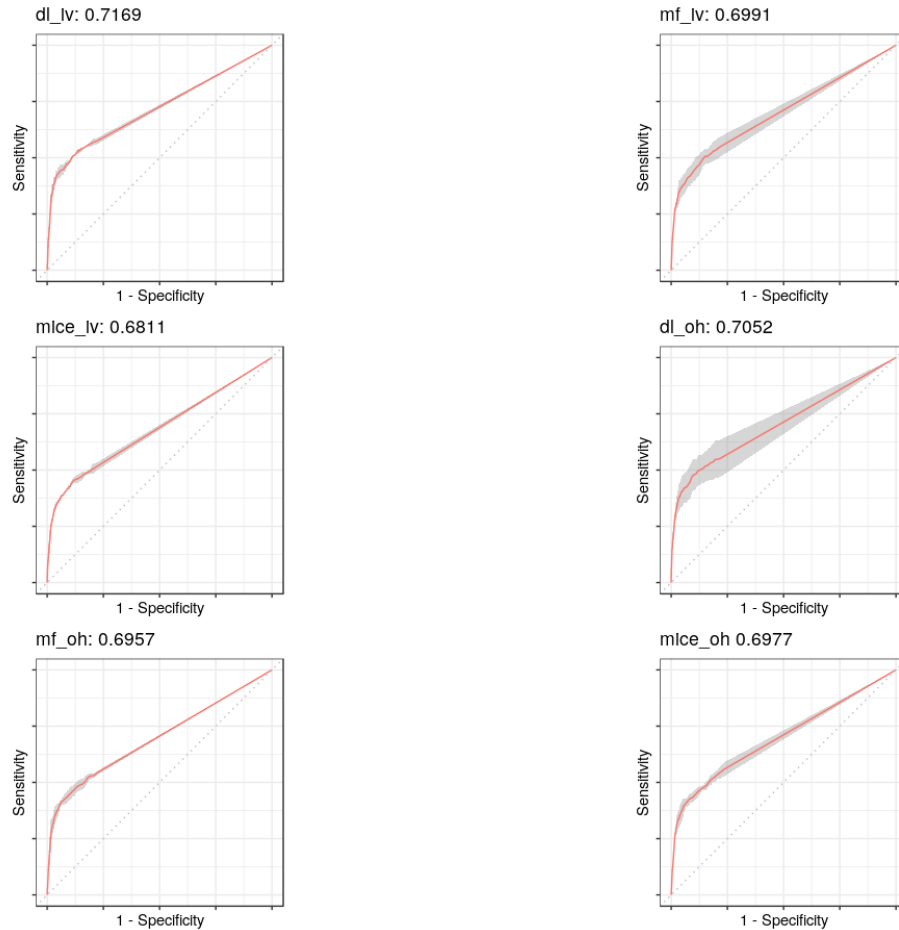 dl_lv: 0.7169
mf_lv: 0.6991
Sensitivity
Sensitivity
1 - Specificity
1 - Specificity
mice_lv: 0.6811
dl_oh: 0.7052
Sensitivity
Sensitivity
1 - Specificity
1 - Specificity
mf_oh: 0.6957
mice_oh 0.6977
Sensitivity
Sensitivity
1 - Specificity
1 - Specificity